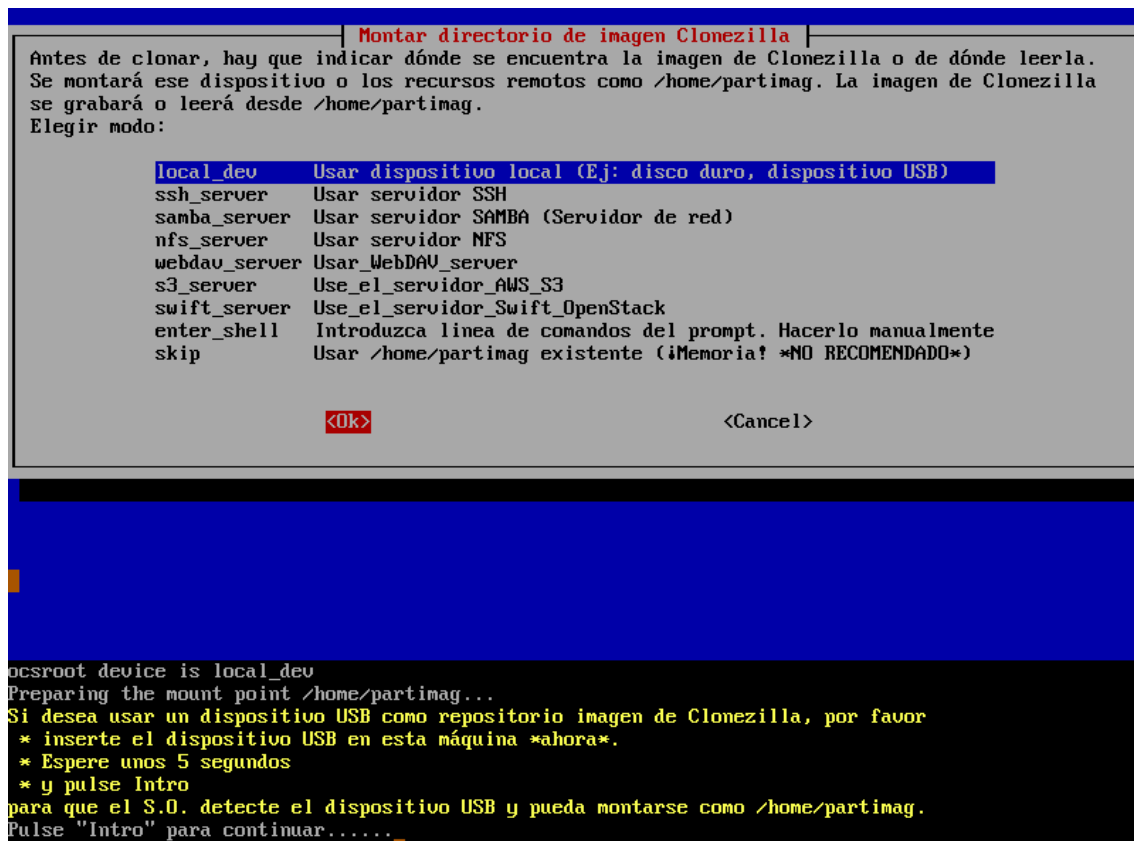 Montar directorio de imagen Clonezilla
Antes de clonar, hay que indicar dónde se encuentra la imagen de Clonezilla o de dónde leerla.
Se montará ese dispositivo o los recursos remotos como /home/partimag. La imagen de Clonezilla
se grabará o leerá desde /home/partimag.
Elegir modo:
local_dev Usar dispositivo local (Ej: disco duro, dispositivo USB)
ssh_server Usar servidor SSH
samba_server Usar servidor SAMBA (Servidor de red)
nfs_server Usar servidor NFS
webdav_server Usar_WebDAV_server
s3_server Use_el_servidor_AWS_S3
swift_server Use_el_servidor_Swift_OpenStack
enter_shell Introduzca linea de comandos del prompt. Hacerlo manualmente
skip Usar /home/partimag existente (¡Memoria! *NO RECOMENDADO*)
<Ok> <Cancel>
ocsroot device is local_dev
Preparing the mount point /home/partimag...
Si desea usar un dispositivo USB como repositorio imagen de Clonezilla, por favor
* inserte el dispositivo USB en esta máquina *ahora*.
* Espere unos 5 segundos
* y pulse Intro
para que el S.O. detecte el dispositivo USB y pueda montarse como /home/partimag.
Pulse "Intro" para continuar......